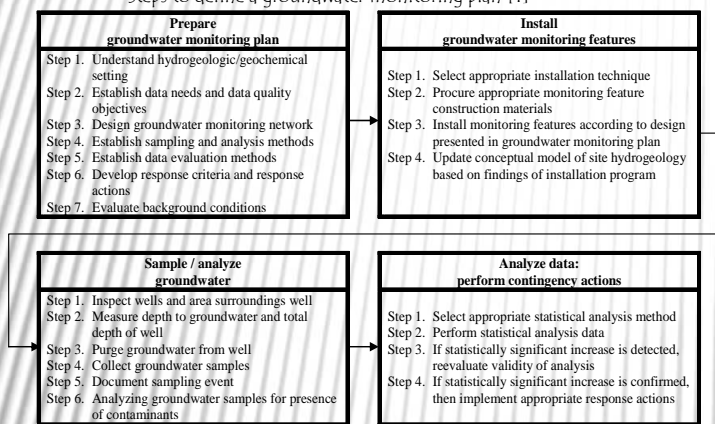 Steps to define a groundwater monitoring plan [1]
Prepare
groundwater monitoring plan
Step 1. Understand hydrogeologic/geochemical
setting
Step 2. Establish data needs and data quality
objectives
Step 3. Design groundwater monitoring network
Step 4. Establish sampling and analysis methods
Step 5. Establish data evaluation methods
Step 6. Develop response criteria and response
actions
Step 7. Evaluate background conditions
Install
groundwater monitoring features
Step 1. Select appropriate installation technique
Step 2. Procure appropriate monitoring feature
construction materials
Step 3. Install monitoring features according to design
presented in groundwater monitoring plan
Step 4. Update conceptual model of site hydrogeology
based on findings of installation program
Sample / analyze
groundwater
Step 1. Inspect wells and area surroundings well
Step 2. Measure depth to groundwater and total
depth of well
Step 3. Purge groundwater from well
Step 4. Collect groundwater samples
Step 5. Document sampling event
Step 6. Analyzing groundwater samples for presence
of contaminants
Analyze data:
perform contingency actions
Step 1. Select appropriate statistical analysis method
Step 2. Perform statistical analysis data
Step 3. If statistically significant increase is detected,
reevaluate validity of analysis
Step 4. If statistically significant increase is confirmed,
then implement appropriate response actions